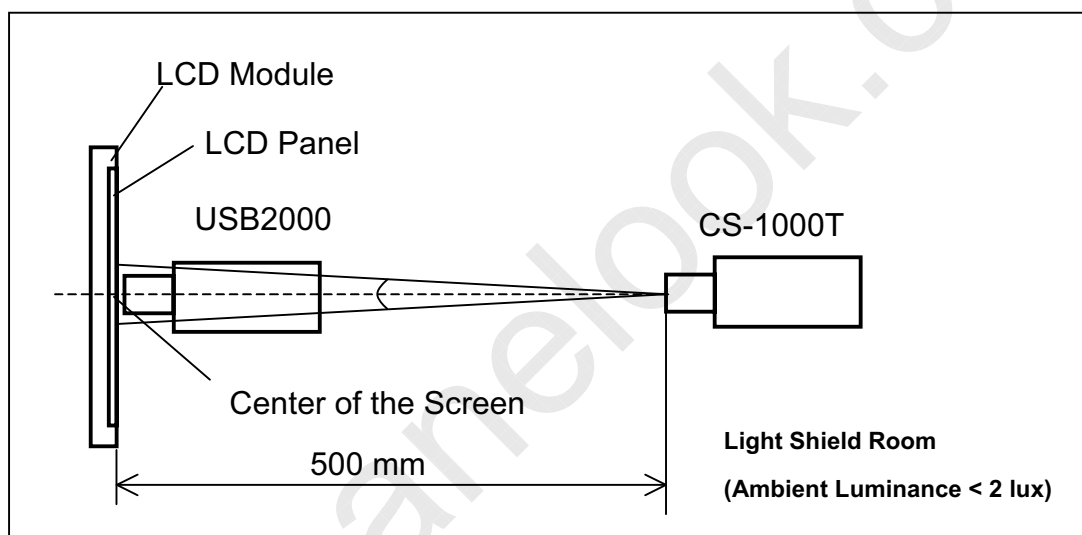 LCD Module
LCD Panel
USB2000
CS-1000T
Center of the Screen
500 mm
Light Shield Room
(Ambient Luminance < 2 lux)
anelook.c